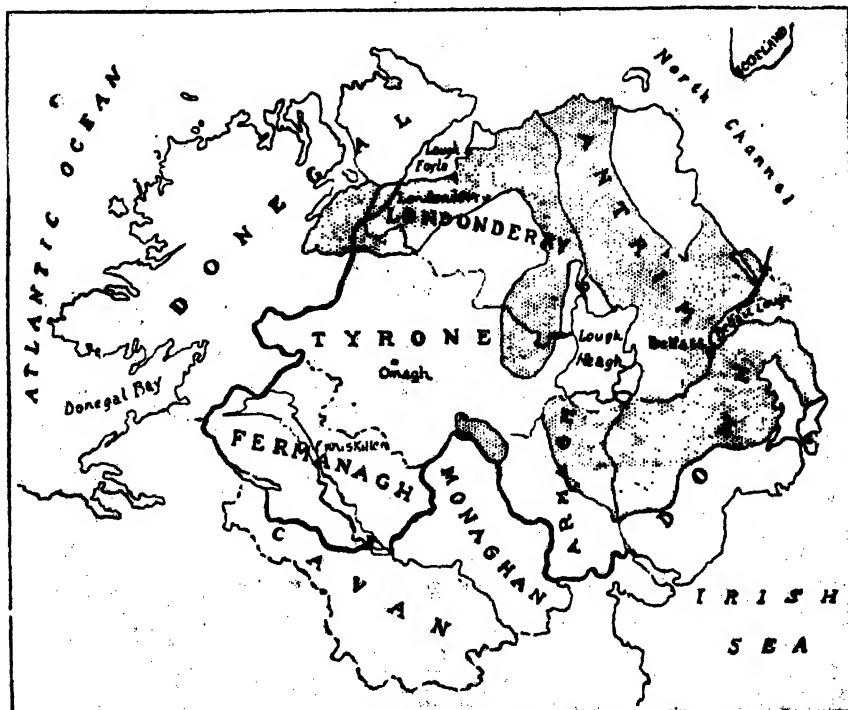 SCOTLAND
North Channel
ATLANTIC OCEAN
DONEGAL
Lough
Foyle
Londonderry
LONDONDERRY
ANTRIM
TYRONE
Omagh
Lough
Neagh
Belfast
Belfast Lough
Donegal Bay
FERMANAGH
DOWN
ARMAGH
MONAGHAN
CAVAN
IRISH
SEA